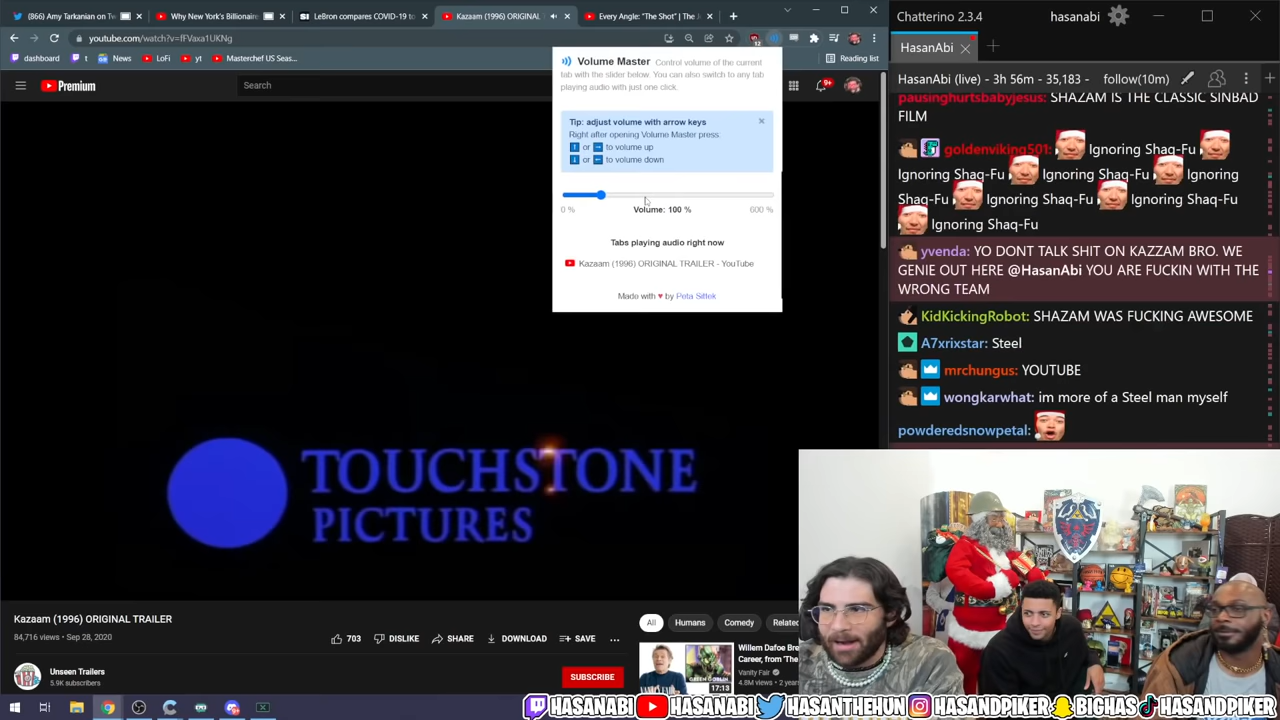 (866) Amy Tarkanian on Tw
Why New York's Billionaire
LeBron compares COVID-19 to
Kazaam (1996) ORIGINAL
Every Angle: "The Shot" | The J
youtube.com/watch?v=fFVaxa1UKNg
12
dashboard
t
News
LoFi
yt
Masterchef US Seas...
Reading list
Premium
Search
9+
Volume Master Control volume of the current
tab with the slider below. You can also switch to any tab
playing audio with just one click.
Tip: adjust volume with arrow keys
Right after opening Volume Master press.
↑ or → to volume up
↓ or ← to volume down
0 %
Volume: 100 %
600 %
Tabs playing audio right now
Kazaam (1996) ORIGINAL TRAILER - YouTube
Made with ♥ by Peta Sittek
TOUCHSTONE
PICTURES
Kazaam (1996) ORIGINAL TRAILER
84,716 views • Sep 28, 2020
703
DISLIKE
SHARE
DOWNLOAD
SAVE
Unseen Trailers
5.9K subscribers
SUBSCRIBE
All
Humans
Comedy
Related
Willem Dafoe Bre
Career, from 'The
Vanity Fair
4.8M views • 2 years
GREEN GOBLIN
17:13
Chatterino 2.3.4
hasanabi
HasanAbi
HasanAbi (live) - 3h 56m - 35,183 - follow(10m)
pausinghurtsbabyjesus: SHAZAM IS THE CLASSIC SINBAD
FILM
goldenviking501: Ignoring Shaq-Fu
Ignoring Shaq-Fu Ignoring Shaq-Fu Ignoring
Shaq-Fu Ignoring Shaq-Fu Ignoring Shaq-Fu
Ignoring Shaq-Fu
yvenda: YO DONT TALK SHIT ON KAZAM BRO. WE
GENIE OUT HERE @HasanAbi YOU ARE FUCKIN WITH THE
WRONG TEAM
KidKickingRobot: SHAZAM WAS FUCKING AWESOME
A7xrixstar: Steel
mrchungus: YOUTUBE
wongkarwhat: im more of a Steel man myself
powderedsnowpetal:
HASANABI
HASANABI
HASANTHEHUN
HASANDPIKER
BIGHAS
HASANDPIKER